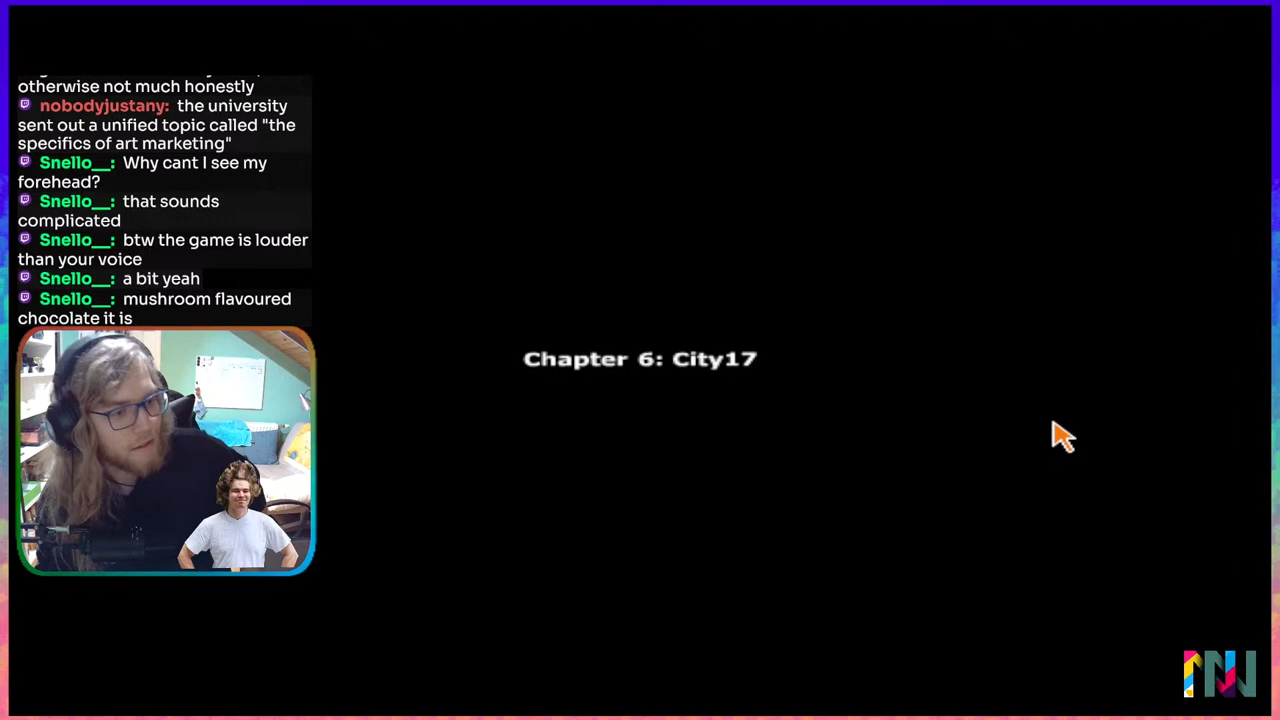 otherwise not much honestly
nobodyjustany: the university
sent out a unified topic called "the
specifics of art marketing"
Snello__: Why cant I see my
forehead?
Snello__: that sounds
complicated
Snello__: btw the game is louder
than your voice
Snello__: a bit yeah
Snello__: mushroom flavoured
chocolate it is
Chapter 6: City17